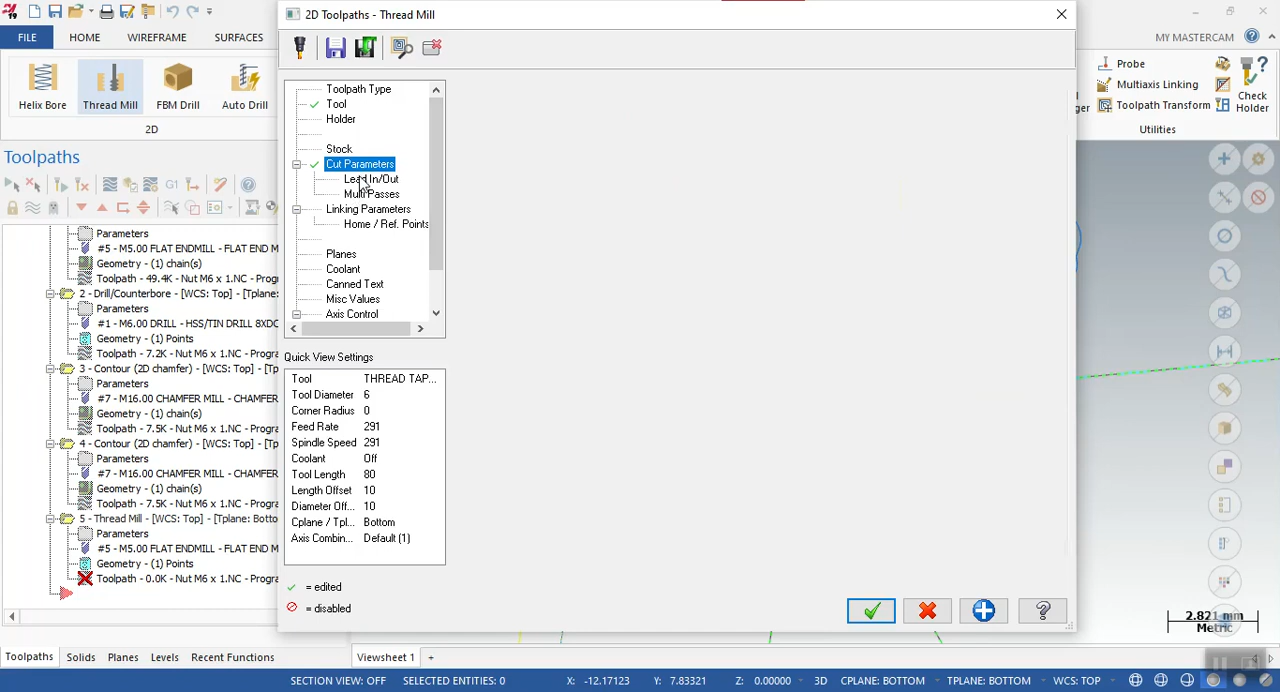 19
2D Toolpaths - Thread Mill
FILE
HOME
WIREFRAME
SURFACES
MY MASTERCAM
Helix Bore
Thread Mill
FBM Drill
Auto Drill
2D
Probe
Multiaxis Linking
Toolpath Transform
Check
Holder
Utilities
Toolpaths
G1
Parameters
#5 - M5.00 FLAT ENDMILL - FLAT END M
Geometry - (1) chain(s)
Toolpath - 49.4K - Nut M6 x 1.NC - Progra
2 - Drill/Counterbore - [WCS: Top] - [Tplane:
Parameters
#1 - M6.00 DRILL - HSS/TIN DRILL 8XDC
Geometry - (1) Points
Toolpath - 7.2K - Nut M6 x 1.NC - Program
3 - Contour (2D chamfer) - [WCS: Top] - [Tp
Parameters
#7 - M16.00 CHAMFER MILL - CHAMFER
Geometry - (1) chain(s)
Toolpath - 7.5K - Nut M6 x 1.NC - Program
4 - Contour (2D chamfer) - [WCS: Top] - [Tp
Parameters
#7 - M16.00 CHAMFER MILL - CHAMFER
Geometry - (1) chain(s)
Toolpath - 7.5K - Nut M6 x 1.NC - Program
5 - Thread Mill - [WCS: Top] - [Tplane: Botto
Parameters
#5 - M5.00 FLAT ENDMILL - FLAT END M
Geometry - (1) Points
Toolpath - 0.0K - Nut M6 x 1.NC - Program
Toolpath Type
Tool
Holder
Stock
Cut Parameters
Lead In/Out
Multi Passes
Linking Parameters
Home / Ref. Points
Planes
Coolant
Canned Text
Misc Values
Axis Control
Quick View Settings
Tool THREAD TAP...
Tool Diameter 6
Corner Radius 0
Feed Rate 291
Spindle Speed 291
Coolant Off
Tool Length 80
Length Offset 10
Diameter Off... 10
Cplane / Tpl... Bottom
Axis Combin... Default (1)
= edited
= disabled
2.821 mm
Metric
Toolpaths
Solids
Planes
Levels
Recent Functions
Viewsheet 1
+
SECTION VIEW: OFF
SELECTED ENTITIES: 0
X: -12.17123
Y: 7.83321
Z: 0.00000
3D
CPLANE: BOTTOM
TPLANE: BOTTOM
WCS: TOP